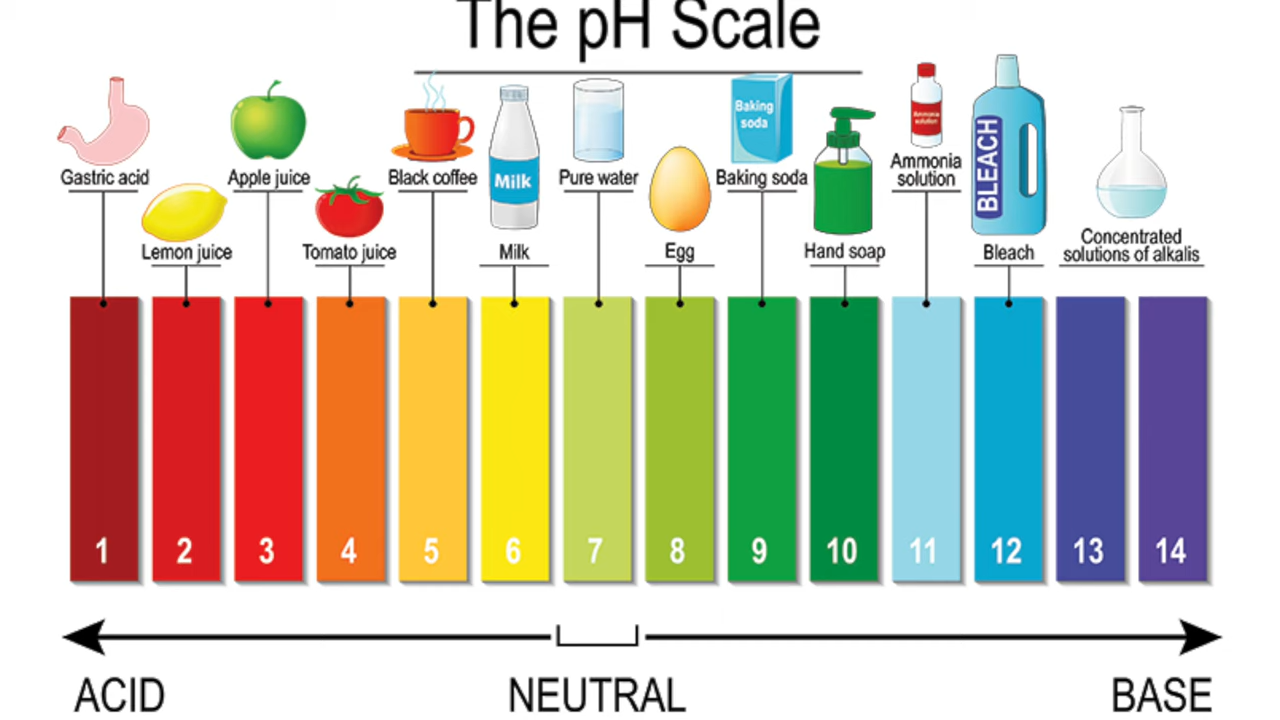 The pH Scale
Gastric acid
Lemon juice
Apple juice
Tomato juice
Black coffee
Milk
Milk
Pure water
Egg
Baking
soda
Baking soda
Hand soap
Ammonia
solution
Ammonia
solution
BLEACH
Bleach
Concentrated
solutions of alkalis
1 2 3 4 5 6 7 8 9 10 11 12 13 14
ACID NEUTRAL BASE